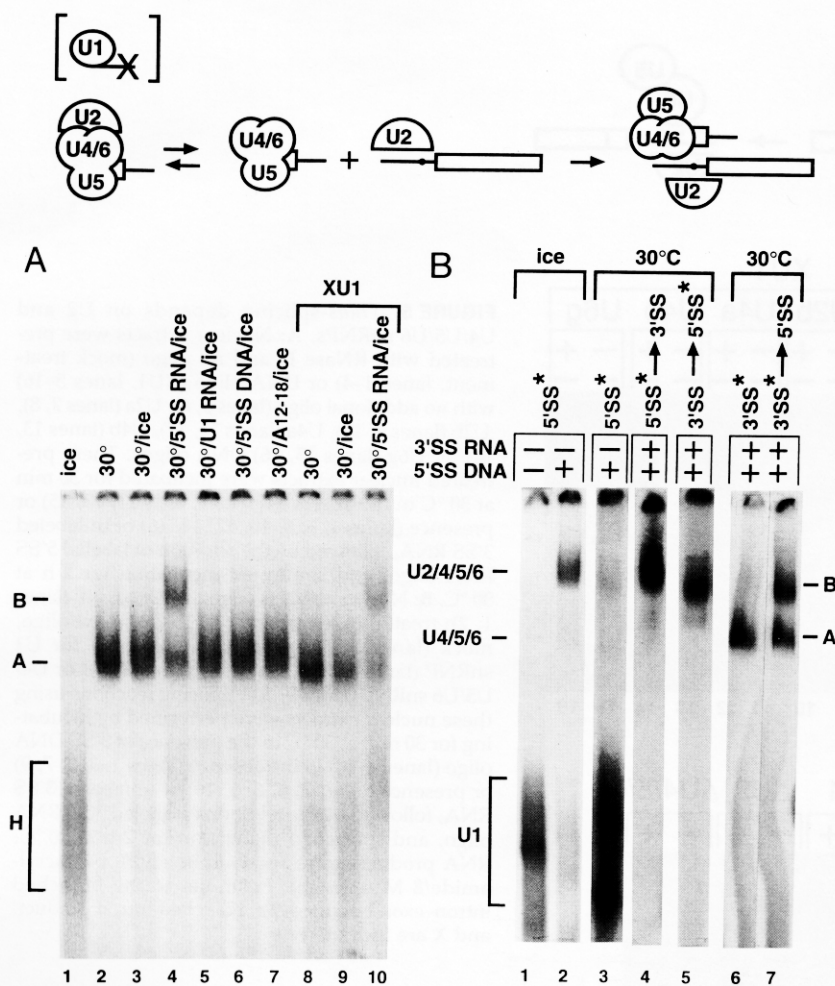 U1
X
U2
U4/6
U5
U4/6
U5
+
U2
U5
U4/6
U2
A
XU1
ice
30°
30°/ice
30°/5'SS RNA/ice
30°/U1 RNA/ice
30°/5'SS DNA/ice
30°/A12-18/ice
30°
30°/ice
30°/5'SS RNA/ice
B
A
H
1 2 3 4 5 6 7 8 9 10
B
ice 30°C 30°C
5'SS*
5'SS*
5'SS* → 3'SS
3'SS → 5'SS*
3'SS*
3'SS* → 5'SS
3'SS RNA – – + + + +
5'SS DNA – + + + + + +
U2/4/5/6
U4/5/6
U1
B
A
1 2 3 4 5 6 7